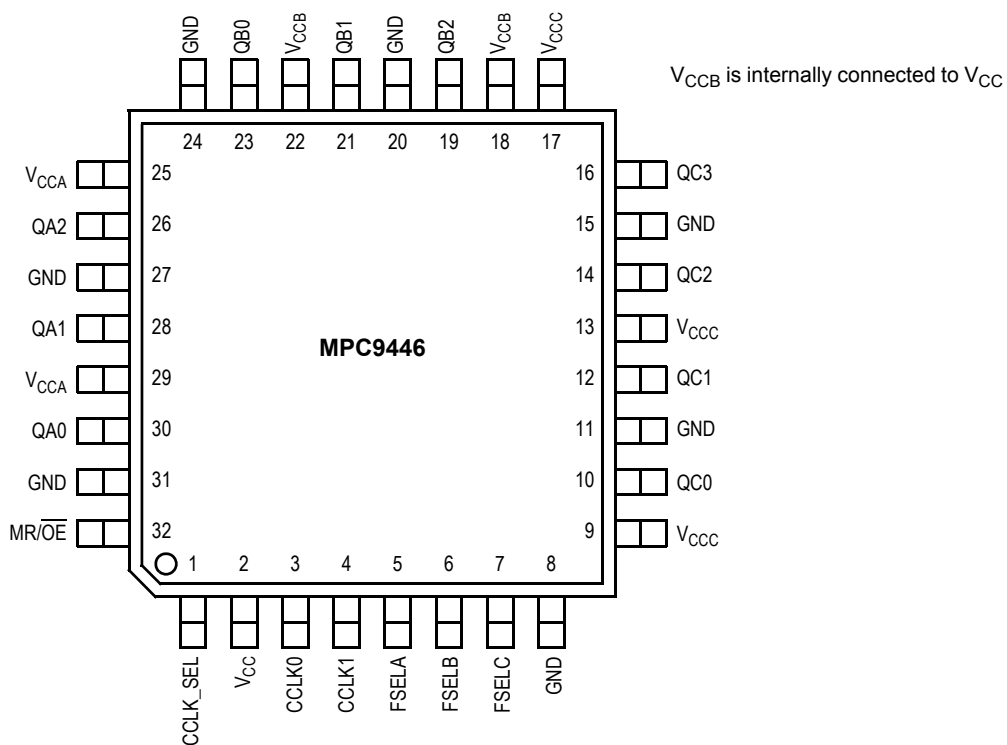 GND QB0 VCCB QB1 GND QB2 VCCB VCCC
VCCB is internally connected to VCC
24 23 22 21 20 19 18 17
VCCA 25 16 QC3
QA2 26 15 GND
GND 27 14 QC2
QA1 28 13 VCCC
MPC9446
VCCA 29 12 QC1
QA0 30 11 GND
GND 31 10 QC0
MR/OE 32 9 VCCC
1 2 3 4 5 6 7 8
CCLK_SEL VCC CCLK0 CCLK1 FSELA FSELB FSELC GND